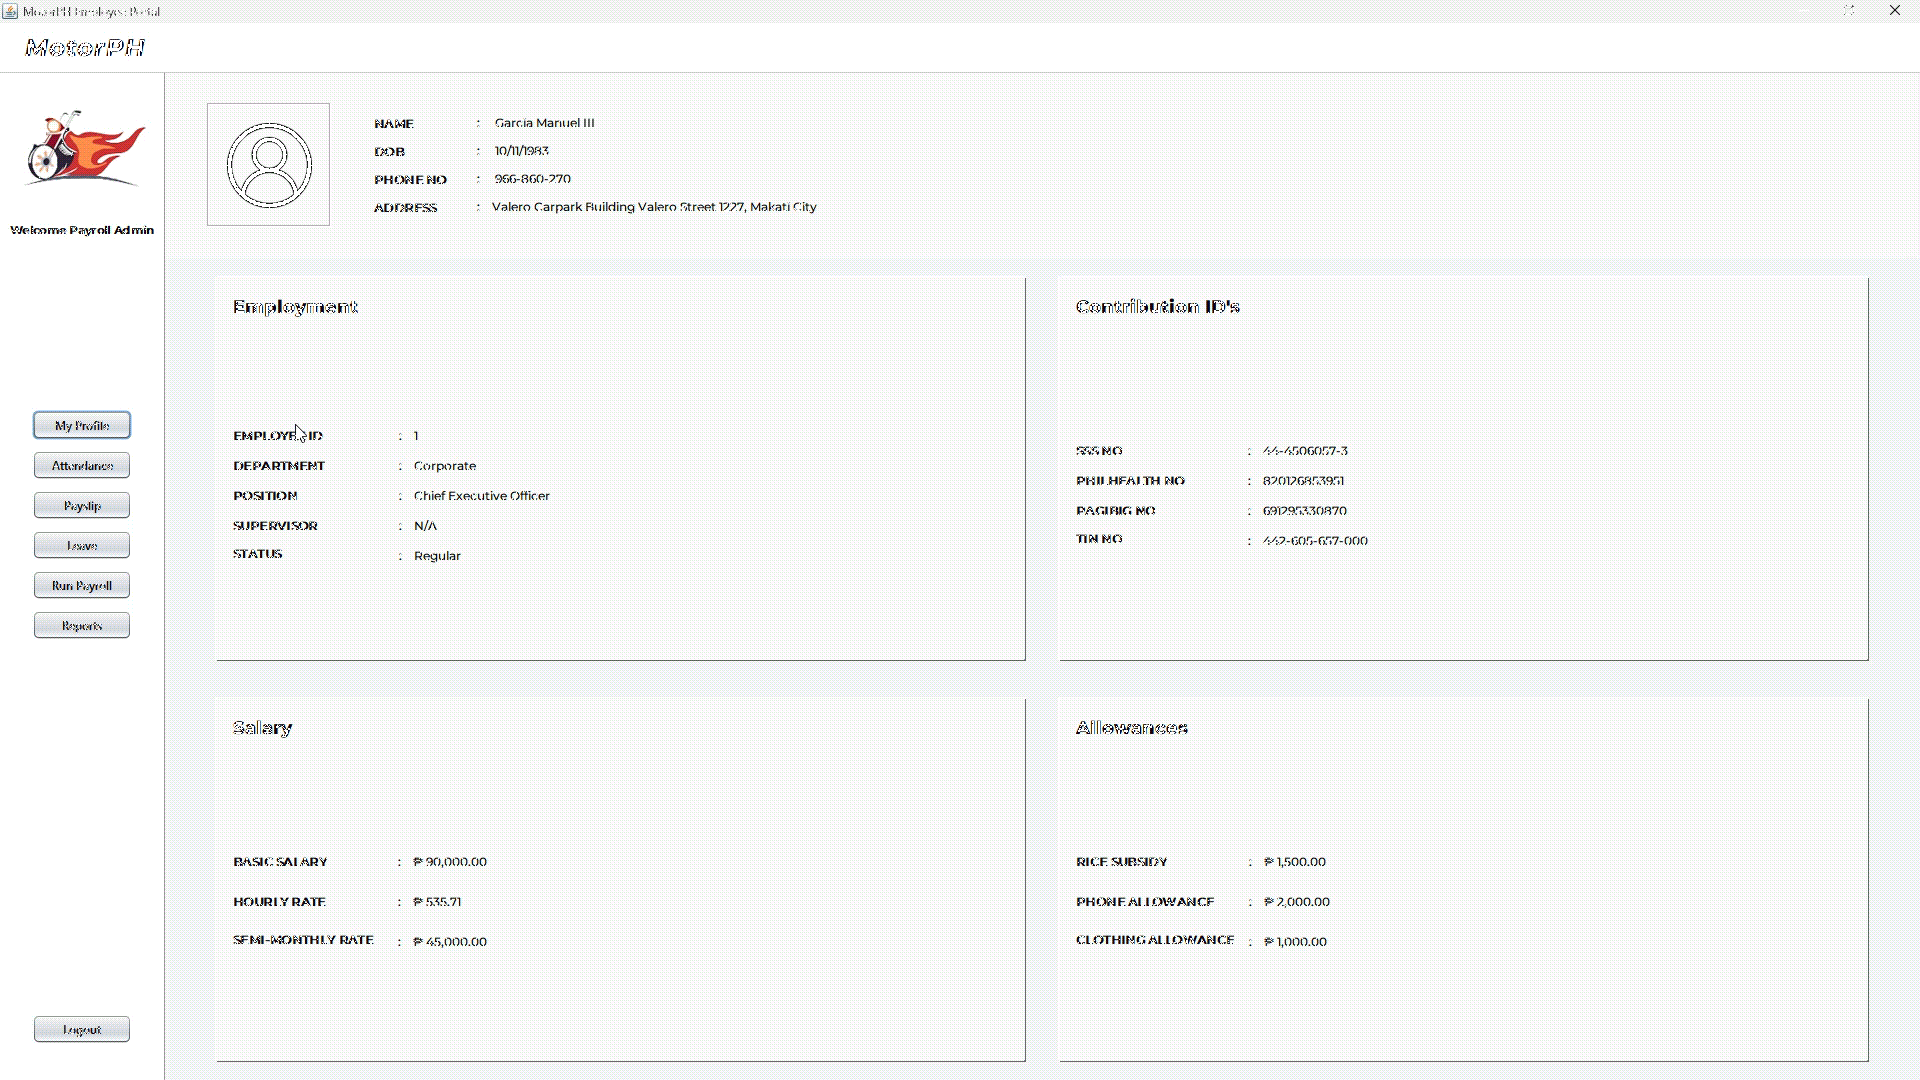 MotorPH Employee Portal
MotorPH
Welcome Payroll Admin
My Profile
Attendance
Payslip
Leave
Run Payroll
Reports
Logout
NAME : Garcia Manuel III
DOB : 10/11/1983
PHONE NO : 966-860-270
ADDRESS : Valero Carpark Building Valero Street 1227, Makati City
Employment
EMPLOYEE ID : 1
DEPARTMENT : Corporate
POSITION : Chief Executive Officer
SUPERVISOR : N/A
STATUS : Regular
Contribution ID's
SSS NO : 44-4506057-3
PHILHEALTH NO : 820126853951
PAGIBIG NO : 691295330870
TIN NO : 442-605-657-000
Salary
BASIC SALARY : ₱ 90,000.00
HOURLY RATE : ₱ 535.71
SEMI-MONTHLY RATE : ₱ 45,000.00
Allowances
RICE SUBSIDY : ₱ 1,500.00
PHONE ALLOWANCE : ₱ 2,000.00
CLOTHING ALLOWANCE : ₱ 1,000.00